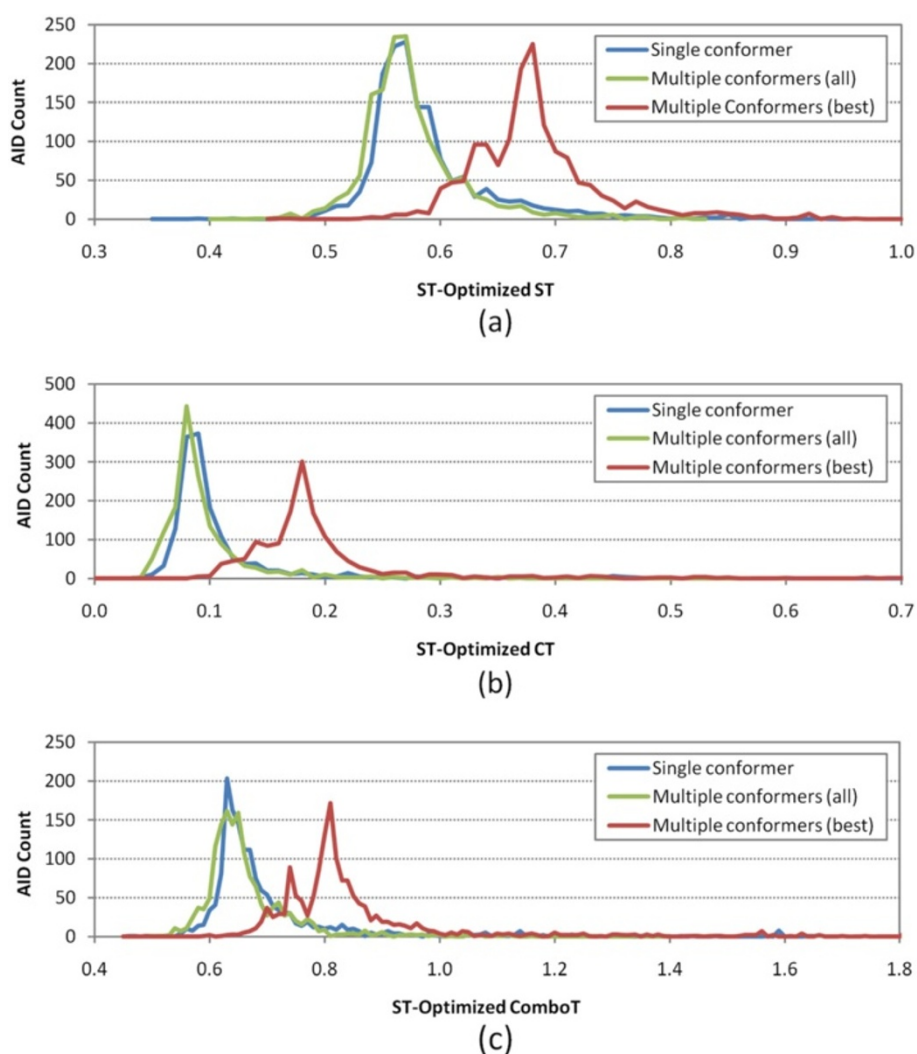 250
200
150
100
50
0
AID Count
Single conformer
Multiple conformers (all)
Multiple Conformers (best)
0.3 0.4 0.5 0.6 0.7 0.8 0.9 1.0
ST-Optimized ST
(a)
500
400
300
200
100
0
AID Count
Single conformer
Multiple conformers (all)
Multiple conformers (best)
0.0 0.1 0.2 0.3 0.4 0.5 0.6 0.7
ST-Optimized CT
(b)
250
200
150
100
50
0
AID Count
Single conformer
Multiple conformers (all)
Multiple conformers (best)
0.4 0.6 0.8 1.0 1.2 1.4 1.6 1.8
ST-Optimized ComboT
(c)